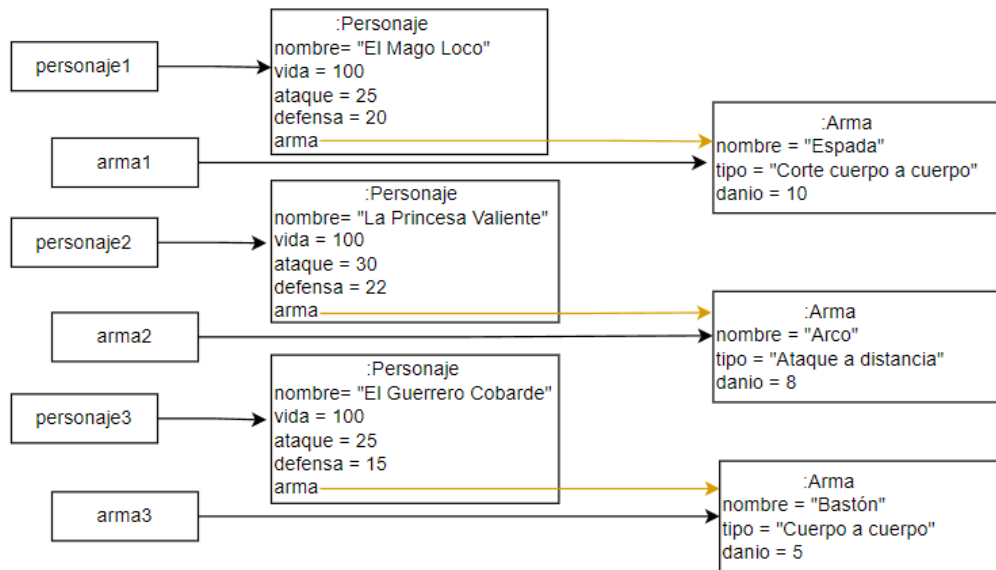 :Personaje
nombre= "El Mago Loco"
personaje1
vida = 100
ataque = 25
defensa = 20
arma
:Arma
nombre = "Espada"
arma1
tipo = "Corte cuerpo a cuerpo"
danio = 10
:Personaje
nombre= "La Princesa Valiente"
personaje2
vida = 100
ataque = 30
defensa = 22
arma
:Arma
nombre = "Arco"
arma2
tipo = "Ataque a distancia"
danio = 8
:Personaje
nombre= "El Guerrero Cobarde"
personaje3
vida = 100
ataque = 25
defensa = 15
arma
:Arma
nombre = "Bastón"
arma3
tipo = "Cuerpo a cuerpo"
danio = 5